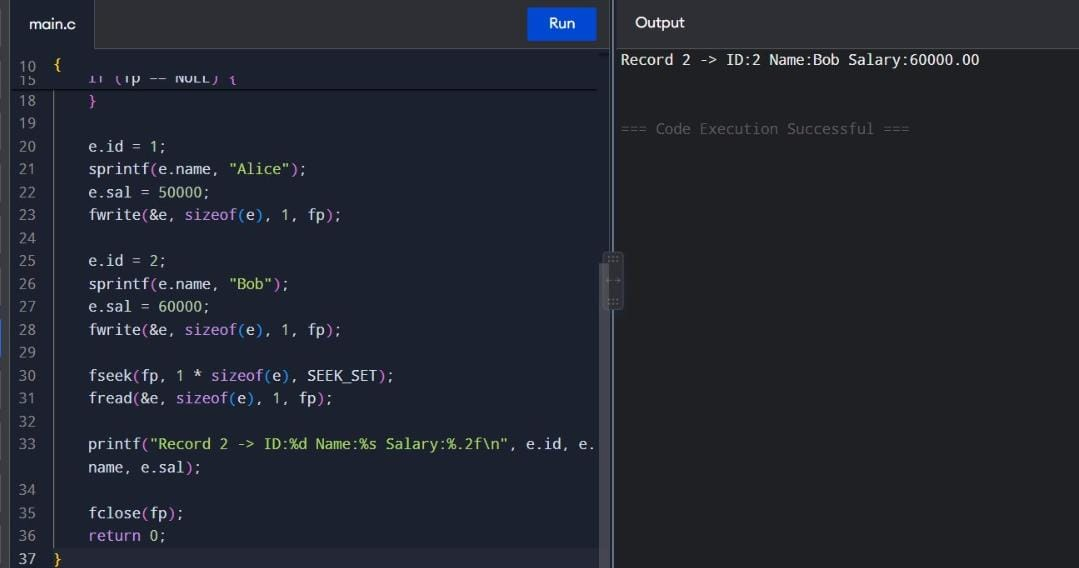 main.c
Run
Output
10 {
15 if (fp == NULL) {
18 }
19
20 e.id = 1;
21 sprintf(e.name, "Alice");
22 e.sal = 50000;
23 fwrite(&e, sizeof(e), 1, fp);
24
25 e.id = 2;
26 sprintf(e.name, "Bob");
27 e.sal = 60000;
28 fwrite(&e, sizeof(e), 1, fp);
29
30 fseek(fp, 1 * sizeof(e), SEEK_SET);
31 fread(&e, sizeof(e), 1, fp);
32
33 printf("Record 2 -> ID:%d Name:%s Salary:%.2f\n", e.id, e.
name, e.sal);
34
35 fclose(fp);
36 return 0;
37 }
Record 2 -> ID:2 Name:Bob Salary:60000.00
=== Code Execution Successful ===